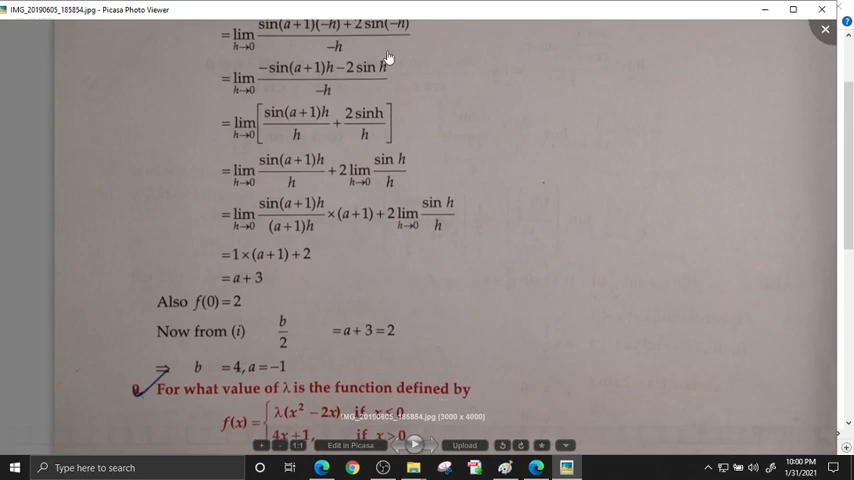 IMG_20190605_185854.jpg - Picasa Photo Viewer
= lim h→0 sin(a+1)(−h)+2sin(−h) / −h
= lim h→0 −sin(a+1)h−2 sin h / −h
= lim h→0 [ sin(a+1)h / h + 2 sinh / h ]
= lim h→0 sin(a+1)h / h + 2 lim h→0 sin h / h
= lim h→0 sin(a+1)h / (a+1)h ×(a+1)+2 lim h→0 sin h / h
=1×(a+1)+2
=a+3
Also f(0)=2
Now from (i) b/2 =a+3=2
⇒ b =4, a=−1
For what value of λ is the function defined by
f(x) = { λ(x²−2x) if x≤0
4x+1, if x>0
IMG_20190605_185854.jpg (3000 x 4000)
1:1 Edit in Picasa Upload
Type here to search
10:00 PM
1/31/2021